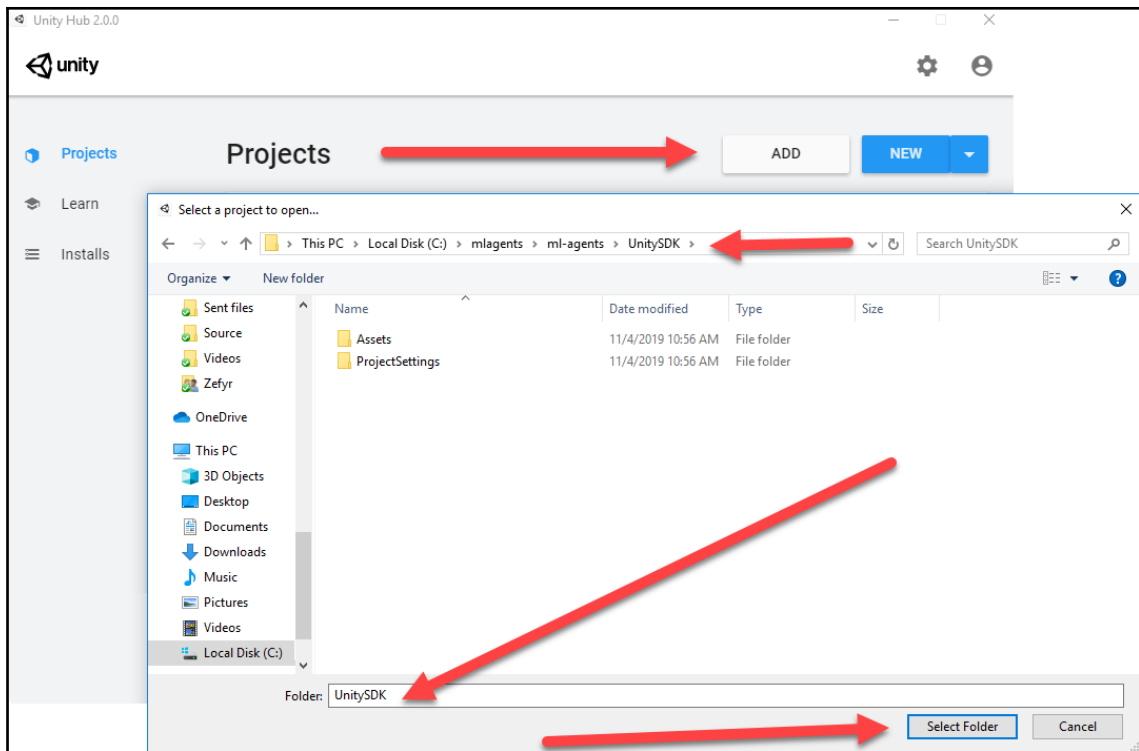 Unity Hub 2.0.0
unity
Projects
Projects
ADD
NEW
Learn
Installs
Select a project to open...
This PC > Local Disk (C:) > mlagents > ml-agents > UnitySDK >
Search UnitySDK
Organize
New folder
Name
Date modified
Type
Size
Assets
11/4/2019 10:56 AM
File folder
ProjectSettings
11/4/2019 10:56 AM
File folder
Sent files
Source
Videos
Zefyr
OneDrive
This PC
3D Objects
Desktop
Documents
Downloads
Music
Pictures
Videos
Local Disk (C:)
Folder: UnitySDK
Select Folder
Cancel